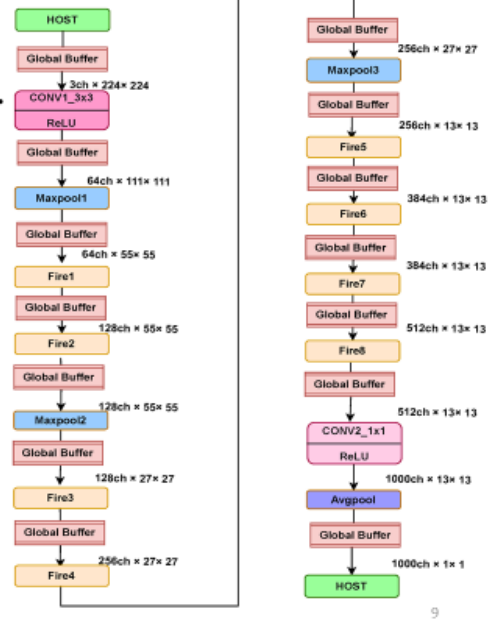 HOST
Global Buffer
3ch × 224× 224
CONV1_3x3
ReLU
Global Buffer
64ch × 111× 111
Maxpool1
Global Buffer
64ch × 55× 55
Fire1
Global Buffer
128ch × 55× 55
Fire2
Global Buffer
128ch × 55× 55
Maxpool2
Global Buffer
128ch × 27× 27
Fire3
Global Buffer
256ch × 27× 27
Fire4
Global Buffer
256ch × 27× 27
Maxpool3
Global Buffer
256ch × 13× 13
Fire5
Global Buffer
384ch × 13× 13
Fire6
Global Buffer
384ch × 13× 13
Fire7
Global Buffer
512ch × 13× 13
Fire8
Global Buffer
512ch × 13× 13
CONV2_1x1
ReLU
1000ch × 13× 13
Avgpool
Global Buffer
1000ch × 1× 1
HOST
9